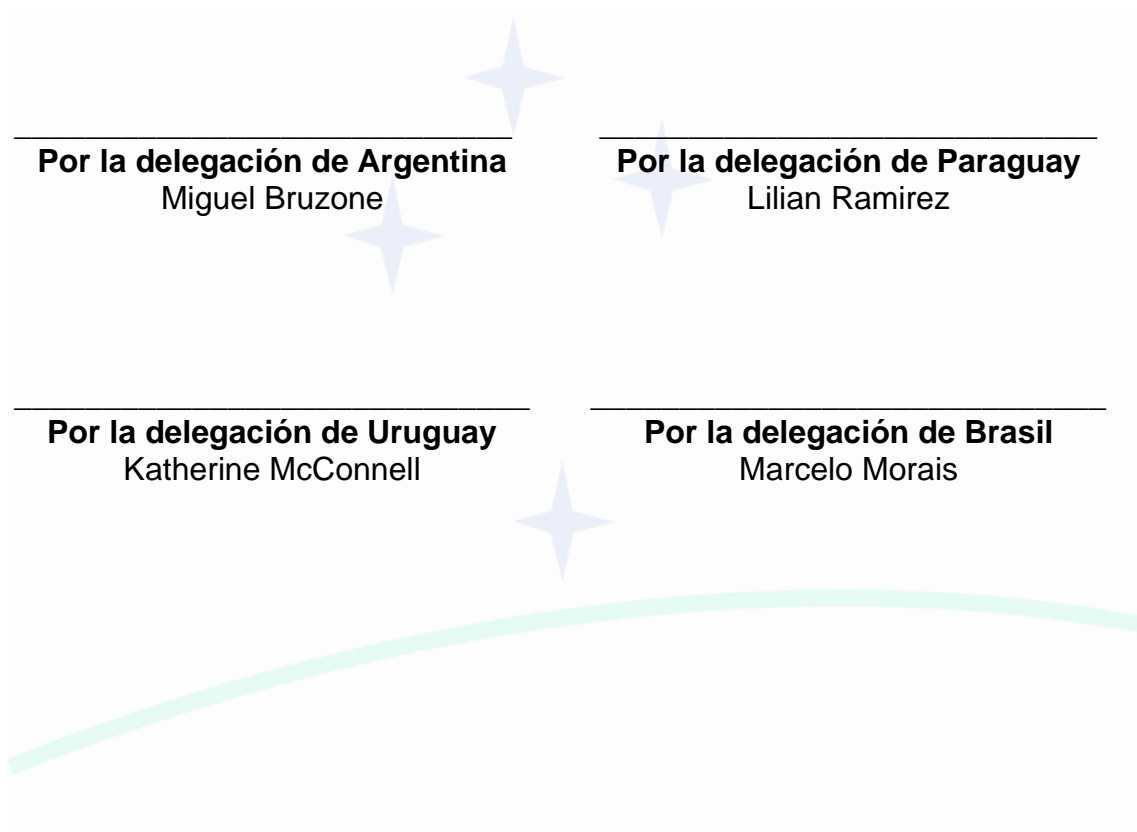 Por la delegación de Argentina
Miguel Bruzone
Por la delegación de Paraguay
Lilian Ramirez
Por la delegación de Uruguay
Katherine McConnell
Por la delegación de Brasil
Marcelo Morais